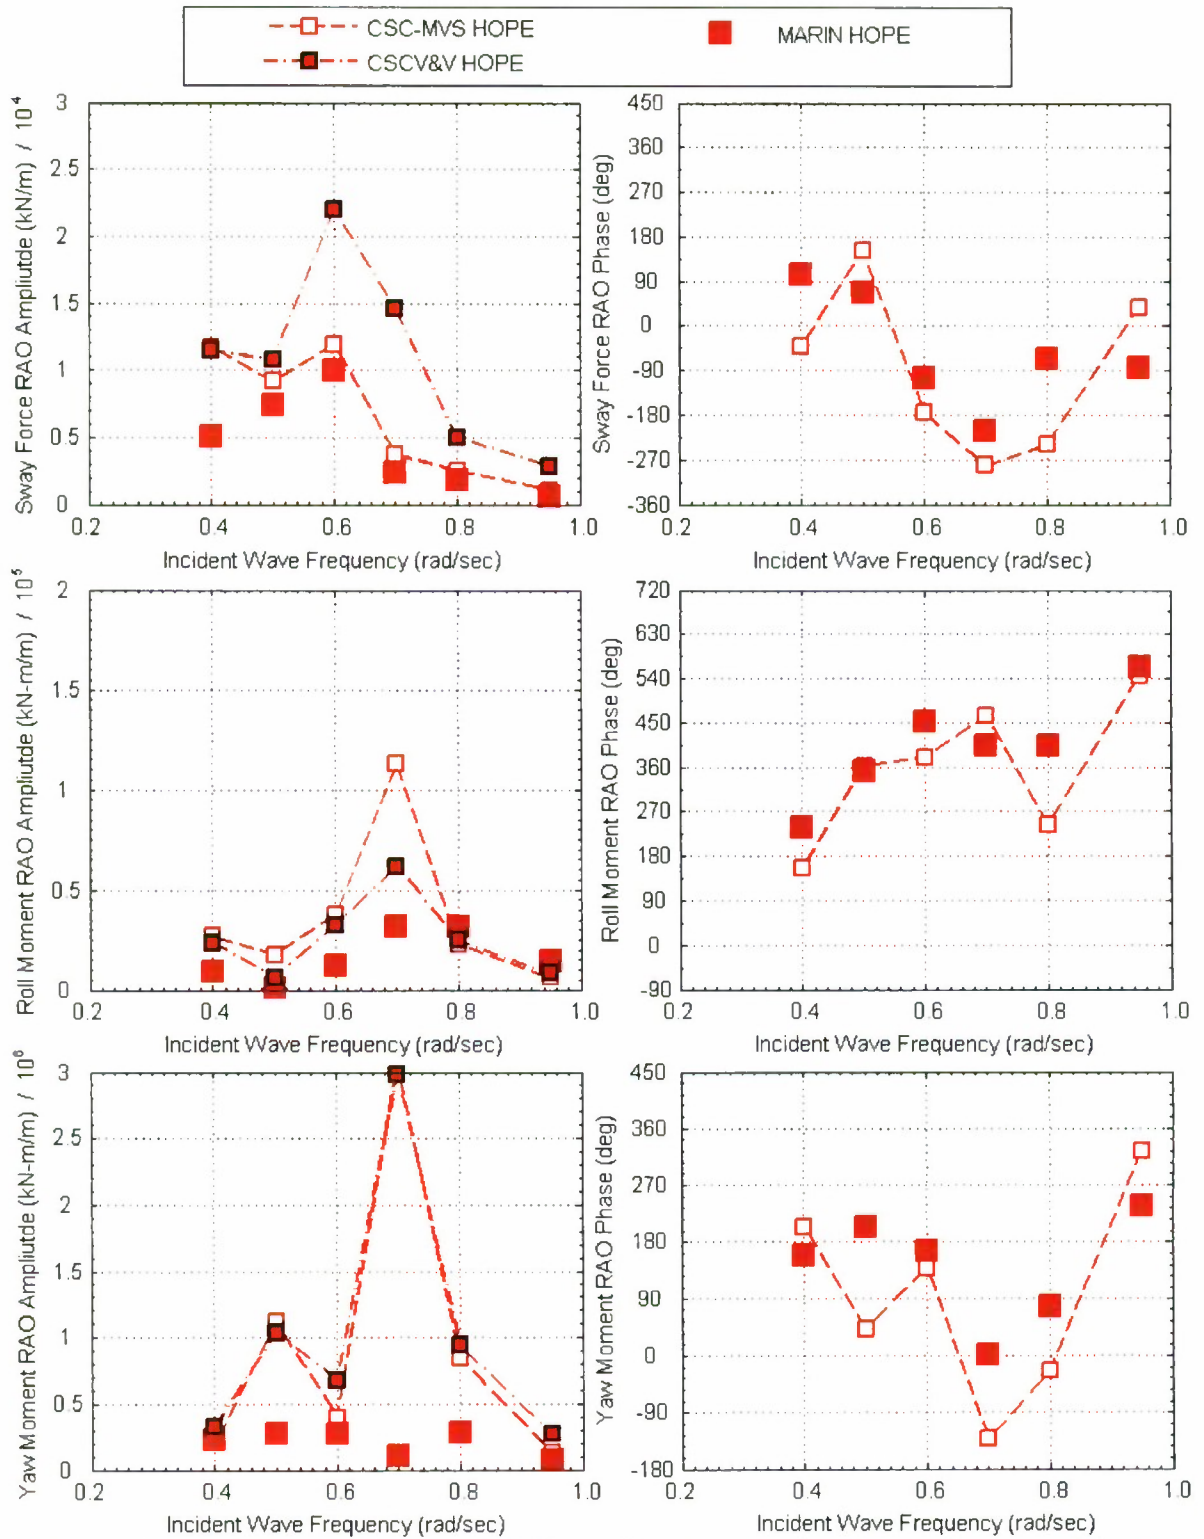 CSC-MVS HOPE
MARIN HOPE
CSCV&V HOPE
Sway Force RAO Ampliutde (kN/m) / 10^4
3
2.5
2
1.5
1
0.5
0
0.2 0.4 0.6 0.8 1.0
Incident Wave Frequency (rad/sec)
Sway Force RAO Phase (deg)
450
360
270
180
90
0
-90
-180
-270
-360
0.2 0.4 0.6 0.8 1.0
Incident Wave Frequency (rad/sec)
Roll Moment RAO Ampliutde (kN-m/m) / 10^5
2
1.5
1
0.5
0
0.2 0.4 0.6 0.8 1.0
Incident Wave Frequency (rad/sec)
Roll Moment RAO Phase (deg)
720
630
540
450
360
270
180
90
0
-90
0.2 0.4 0.6 0.8 1.0
Incident Wave Frequency (rad/sec)
Yaw Moment RAO Ampliutde (kN-m/m) / 10^6
3
2.5
2
1.5
1
0.5
0
0.2 0.4 0.6 0.8 1.0
Incident Wave Frequency (rad/sec)
Yaw Moment RAO Phase (deg)
450
360
270
180
90
0
-90
-180
0.2 0.4 0.6 0.8 1.0
Incident Wave Frequency (rad/sec)